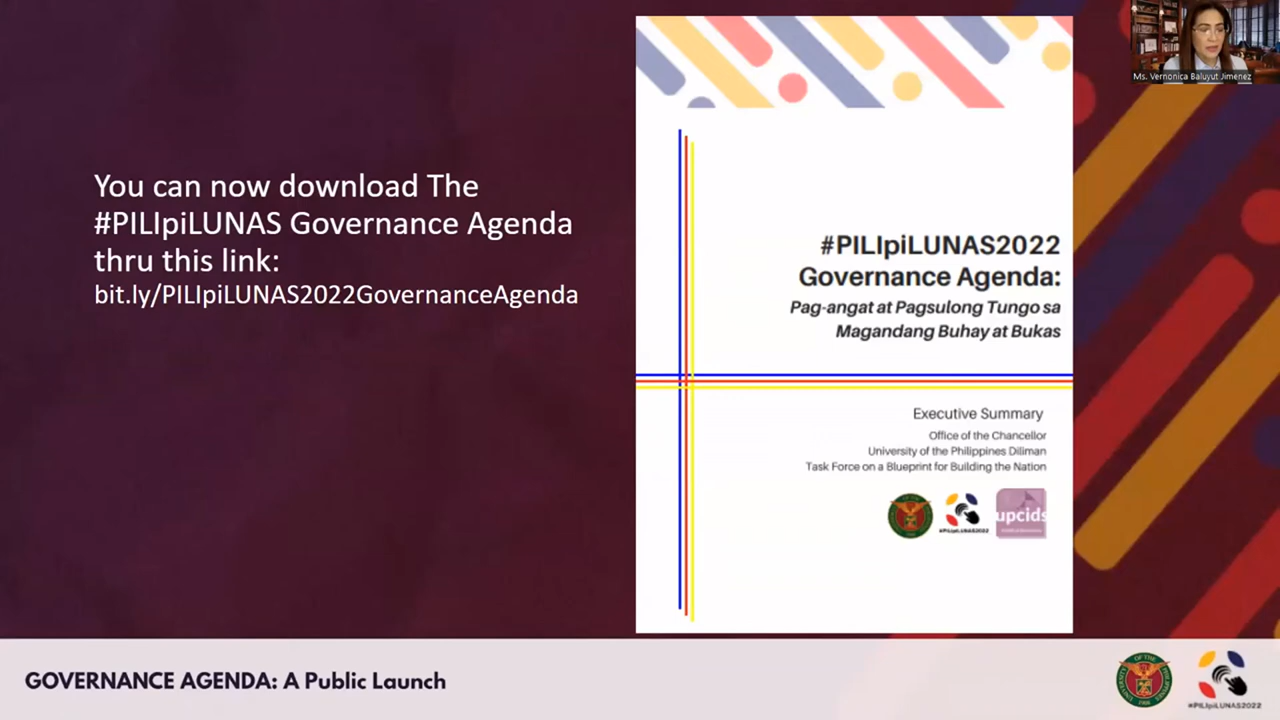 Ms. Vernonica Baluyut Jimenez
You can now download The
#PILIpiLUNAS Governance Agenda
thru this link:
bit.ly/PILIpiLUNAS2022GovernanceAgenda
#PILIpiLUNAS2022
Governance Agenda:
Pag-angat at Pagsulong Tungo sa
Magandang Buhay at Bukas
Executive Summary
Office of the Chancellor
University of the Philippines Diliman
Task Force on a Blueprint for Building the Nation
#PILIpiLUNAS2022
upcids
GOVERNANCE AGENDA: A Public Launch
#PILIpiLUNAS2022